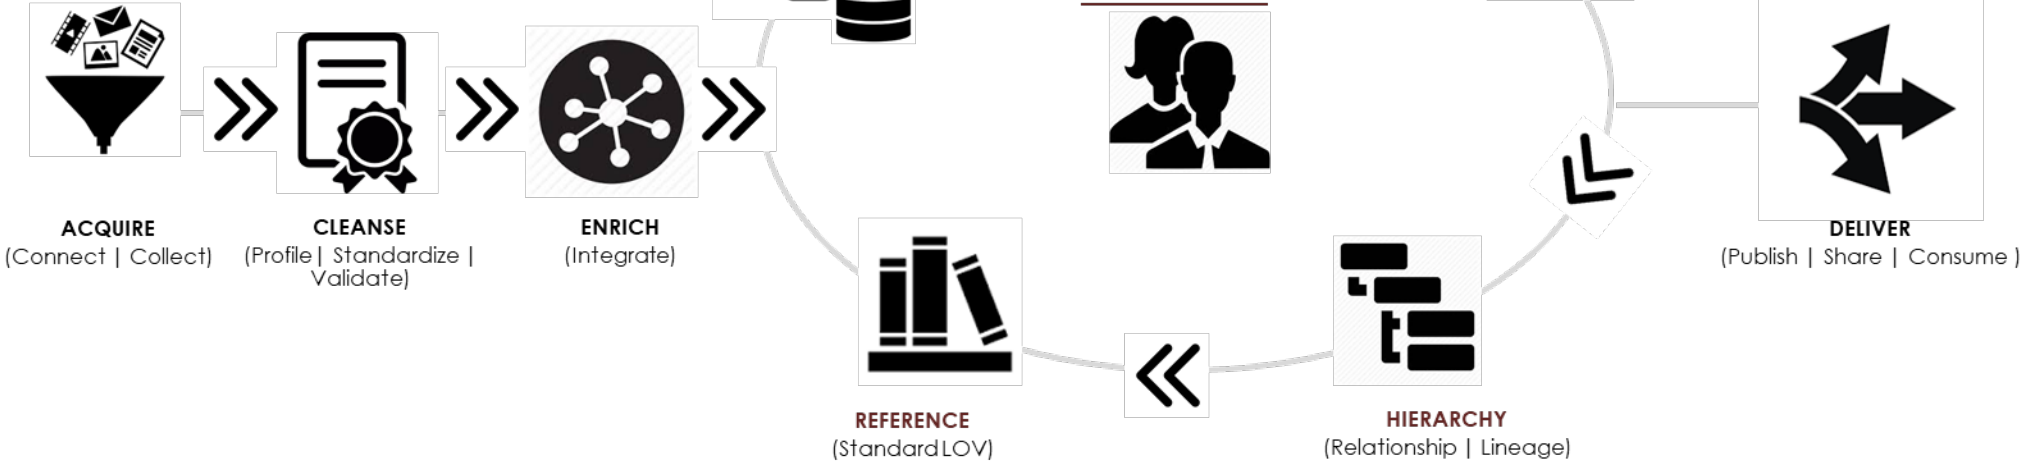 ACQUIRE
(Connect | Collect)
CLEANSE
(Profile| Standardize |
Validate)
ENRICH
(Integrate)
DELIVER
(Publish | Share | Consume )
REFERENCE
(Standard LOV)
HIERARCHY
(Relationship | Lineage)